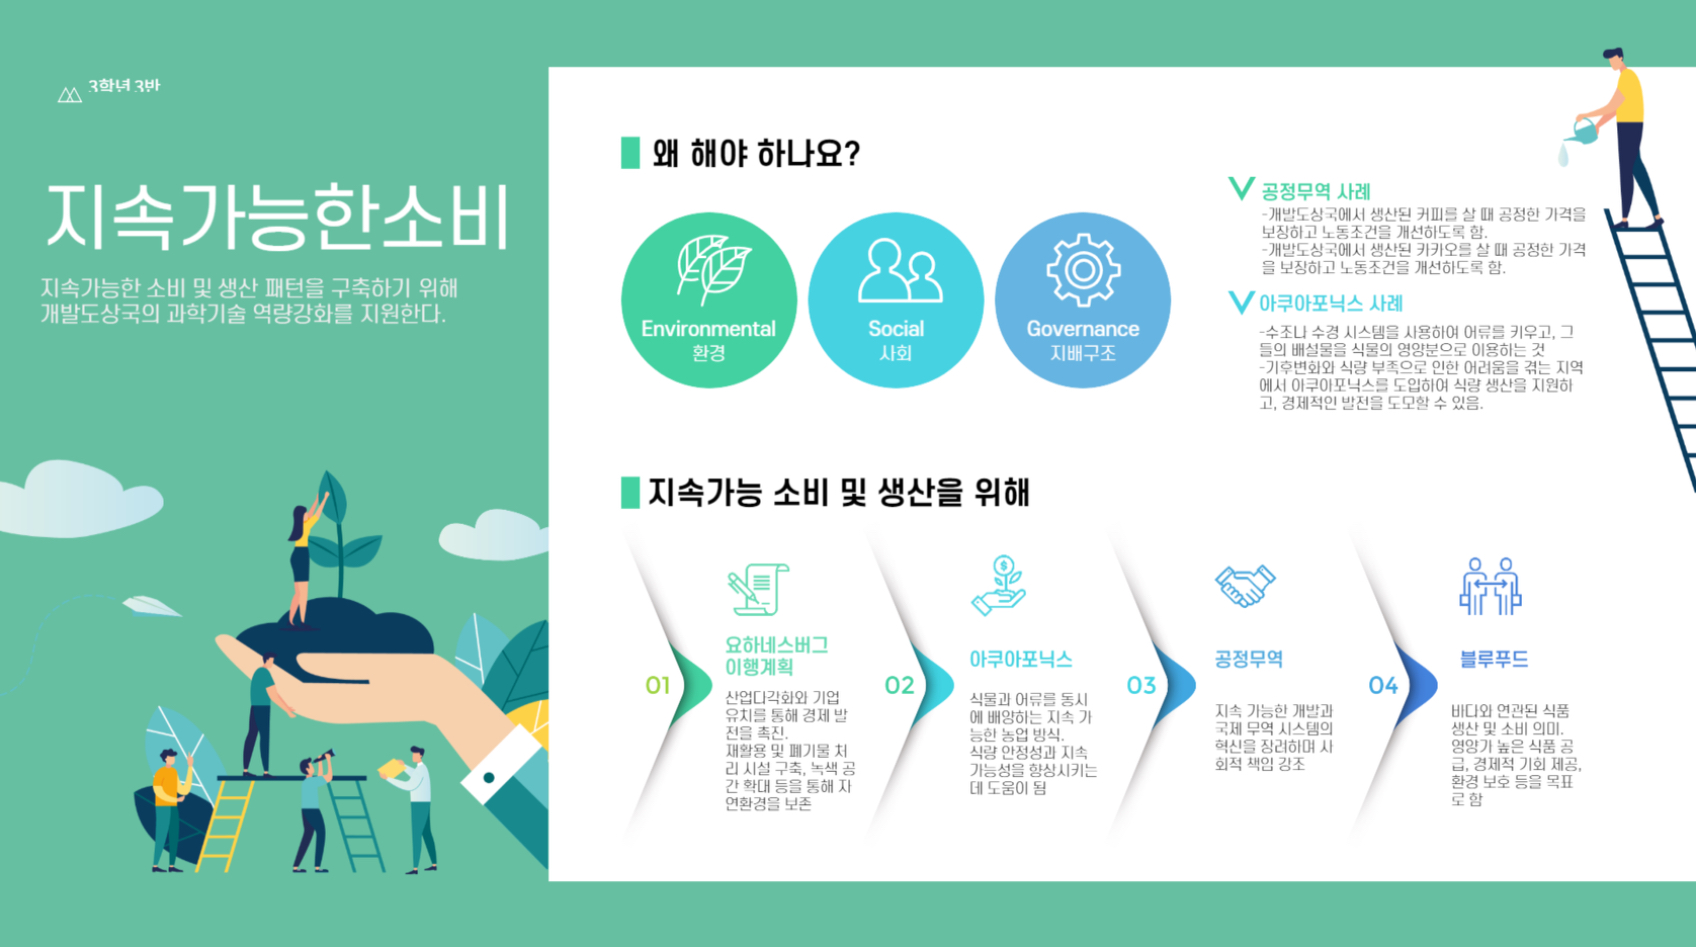 3학년 3반
지속가능한소비
지속가능한 소비 및 생산 패턴을 구축하기 위해
개발도상국의 과학기술 역량강화를 지원한다.
왜 해야 하나요?
Environmental
환경
Social
사회
Governance
지배구조
공정무역 사례
-개발도상국에서 생산된 커피를 살 때 공정한 가격을
보장하고 노동조건을 개선하도록 함.
-개발도상국에서 생산된 카카오를 살 때 공정한 가격
을 보장하고 노동조건을 개선하도록 함.
아쿠아포닉스 사례
-수조나 수경 시스템을 사용하여 어류를 키우고, 그
들의 배설물을 식물의 영양분으로 이용하는 것
-기후변화와 식량 부족으로 인한 어려움을 겪는 지역
에서 아쿠아포닉스를 도입하여 식량 생산을 지원하
고, 경제적인 발전을 도모할 수 있음.
지속가능 소비 및 생산을 위해
01
요하네스버그
이행계획
산업다각화와 기업
유치를 통해 경제 발
전을 촉진.
재활용 및 폐기물 처
리 시설 구축, 녹색 공
간 확대 등을 통해 자
연환경을 보존
02
아쿠아포닉스
식물과 어류를 동시
에 배양하는 지속 가
능한 농업 방식.
식량 안정성과 지속
가능성을 향상시키는
데 도움이 됨
03
공정무역
지속 가능한 개발과
국제 무역 시스템의
혁신을 장려하며 사
회적 책임 강조
04
블루푸드
바다와 연관된 식품
생산 및 소비 의미.
영양가 높은 식품 공
급, 경제적 기회 제공,
환경 보호 등을 목표
로 함